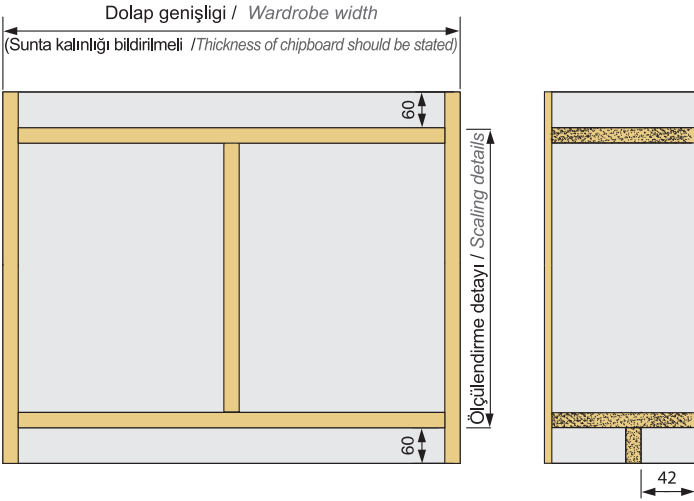 Dolap genişligi / Wardrobe width
(Sunta kalınlığı bildirilmeli /Thickness of chipboard should be stated)
60
Ölçülendirme detayı / Scaling details
60
42